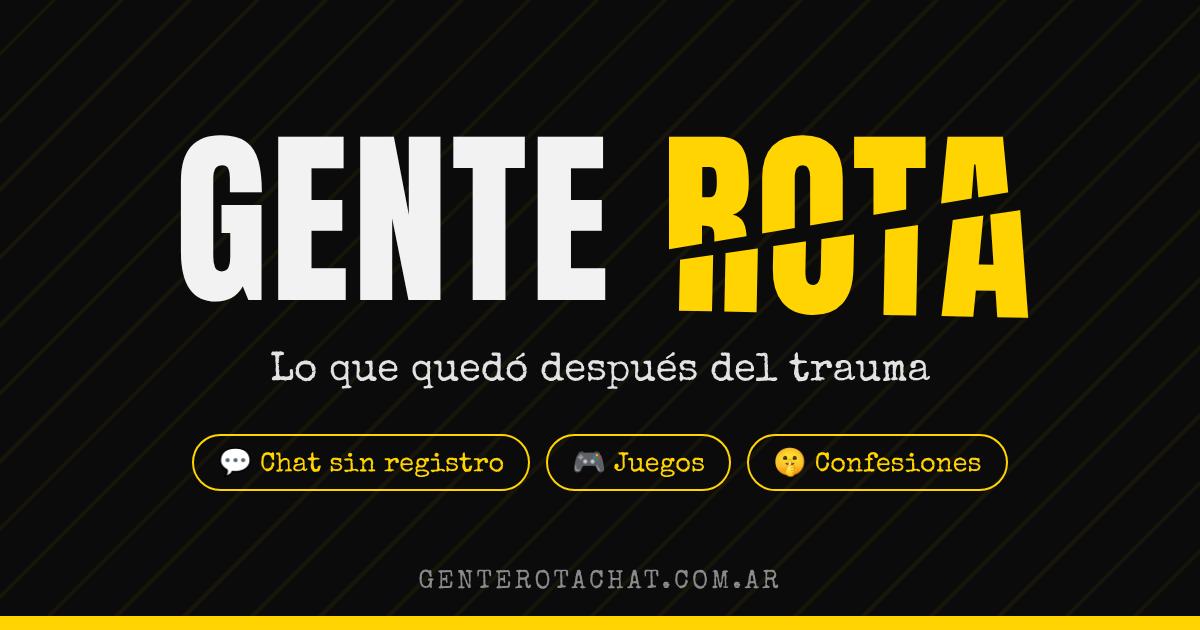 GENTE ROTA
Lo que quedó después del trauma
💬 Chat sin registro 🎮 Juegos 🤫 Confesiones
GENTEROTACHAT.COM.AR